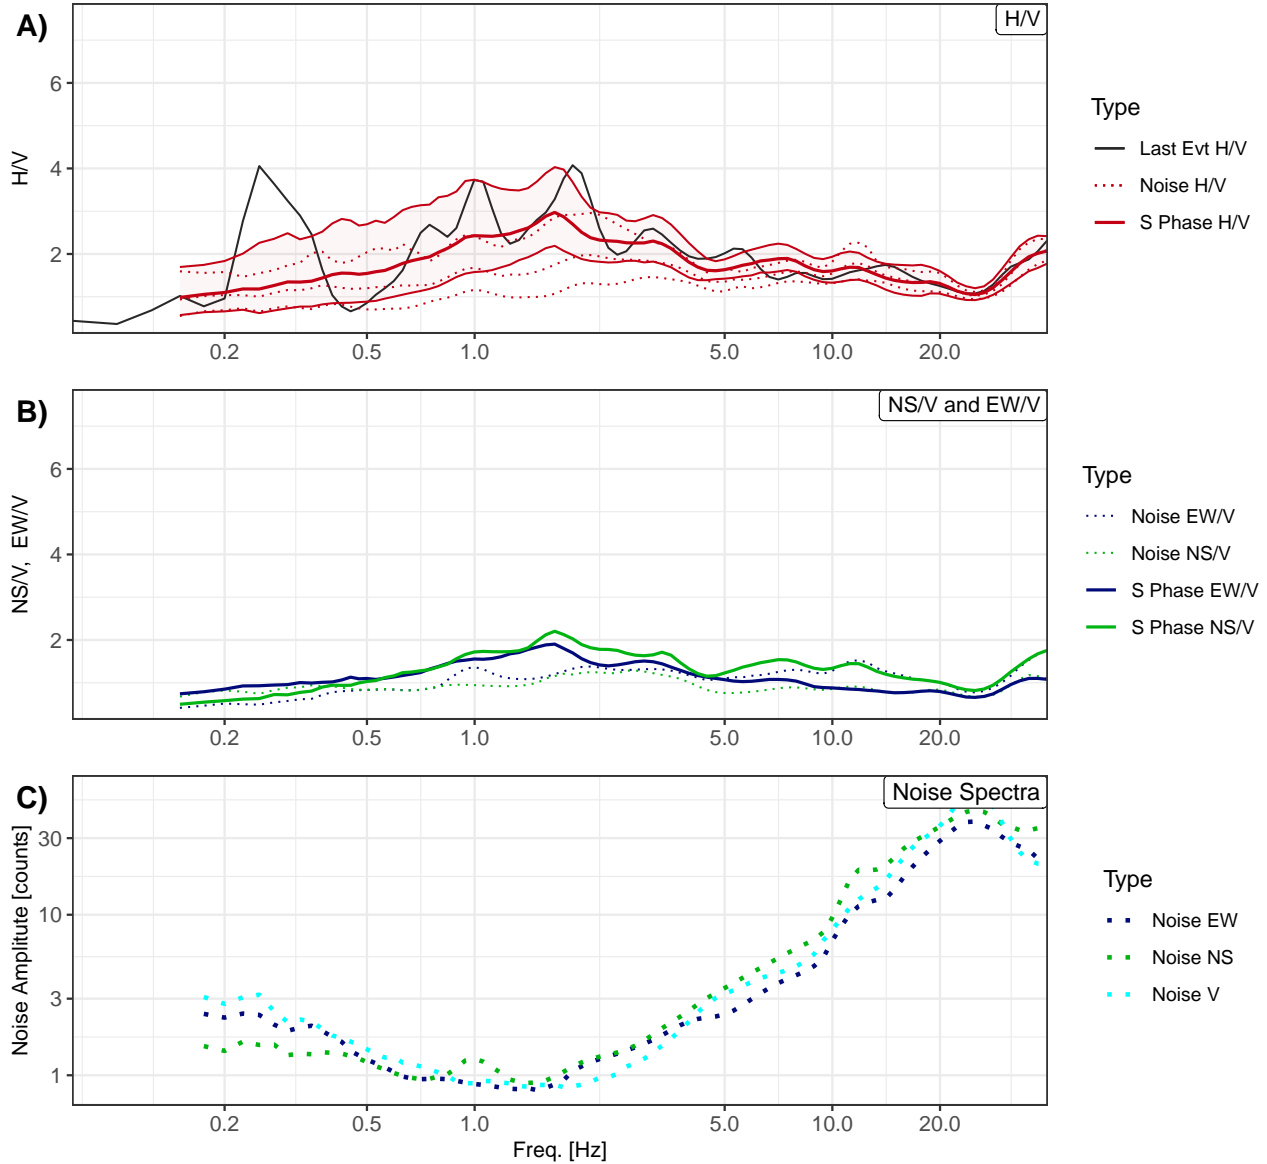 A)
H/V
H/V
6
4
2
0.2 0.5 1.0 5.0 10.0 20.0
Type
Last Evt H/V
Noise H/V
S Phase H/V
B)
NS/V and EW/V
NS/V, EW/V
6
4
2
0.2 0.5 1.0 5.0 10.0 20.0
Type
Noise EW/V
Noise NS/V
S Phase EW/V
S Phase NS/V
C)
Noise Spectra
Noise Amplitute [counts]
30
10
3
1
0.2 0.5 1.0 5.0 10.0 20.0
Freq. [Hz]
Type
Noise EW
Noise NS
Noise V